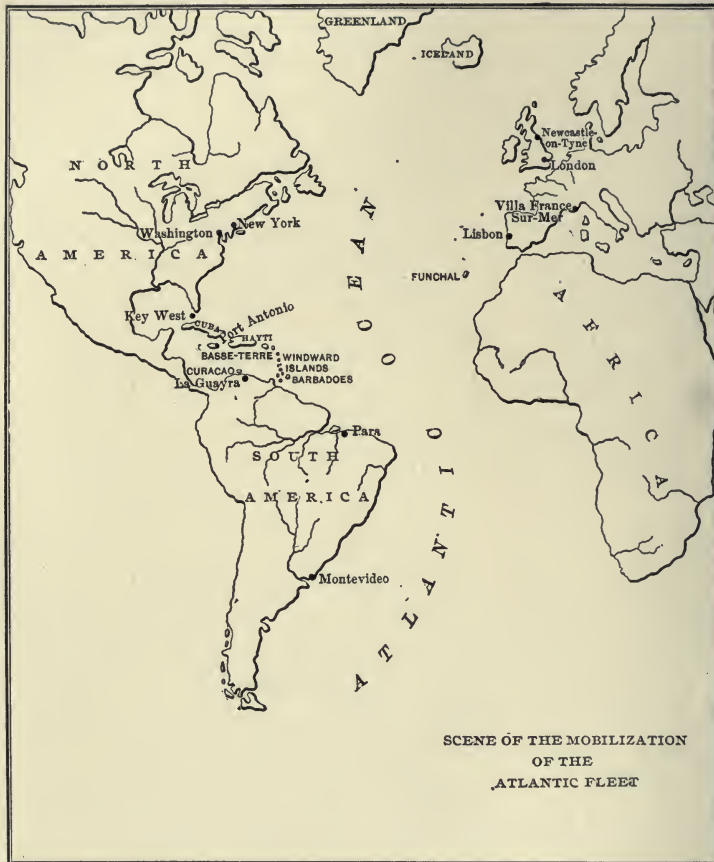 GREENLAND
ICELAND
Newcastle-
on-Tyne
London
NORTH
Villa France
Sur-Mer
New York
Washington
Lisbon
AMERICA
FUNCHAL
AFRICA
Key West
CUBA
Port Antonio
HAYTI
BASSE-TERRE
WINDWARD
ISLANDS
CURACAO
BARBADOES
La Guayra
Para
SOUTH
AMERICA
ATLANTIC OCEAN
Montevideo
SCENE OF THE MOBILIZATION
OF THE
ATLANTIC FLEET